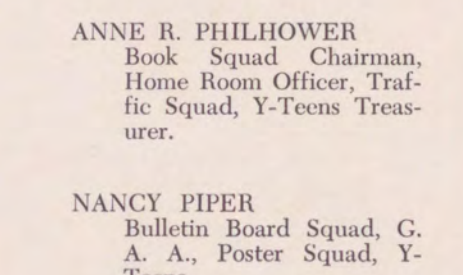 ANNE R. PHILHOWER
Book Squad Chairman,
Home Room Officer, Traf-
fic Squad, Y-Teens Treas-
urer.
NANCY PIPER
Bulletin Board Squad, G.
A. A., Poster Squad, Y-